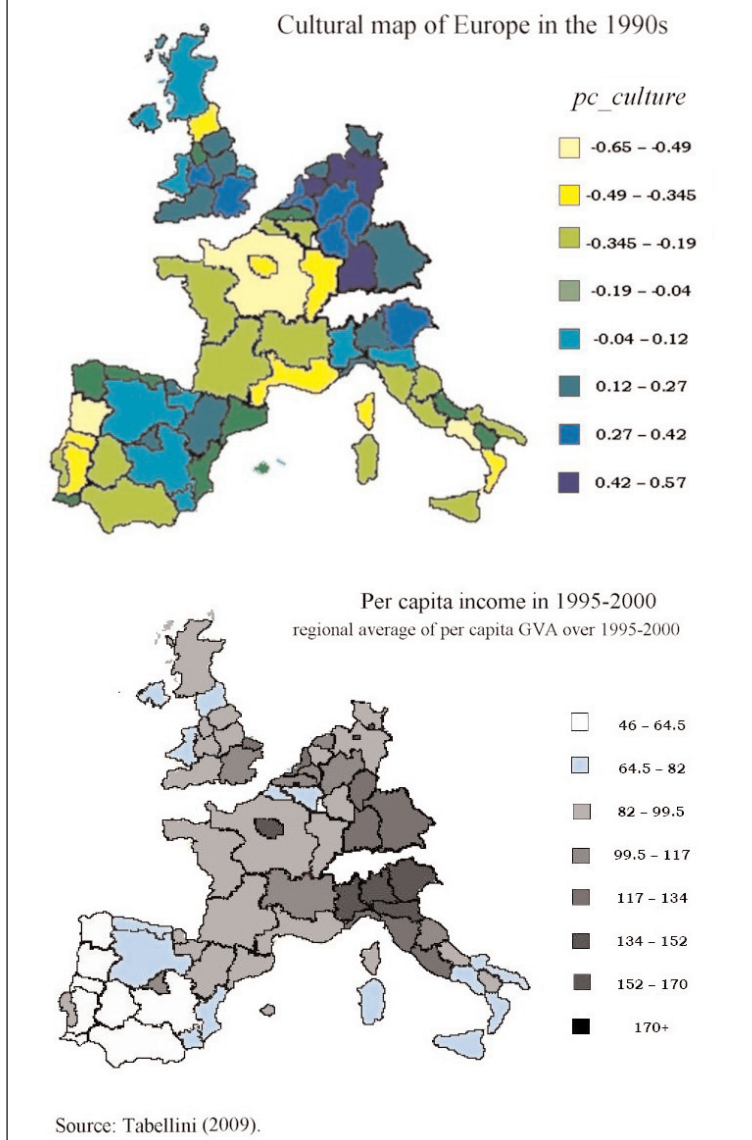 Cultural map of Europe in the 1990s
pc_culture
-0.65 – -0.49
-0.49 – -0.345
-0.345 – -0.19
-0.19 – -0.04
-0.04 – 0.12
0.12 – 0.27
0.27 – 0.42
0.42 – 0.57
Per capita income in 1995-2000
regional average of per capita GVA over 1995-2000
46 – 64.5
64.5 – 82
82 – 99.5
99.5 – 117
117 – 134
134 – 152
152 – 170
170+
Source: Tabellini (2009).